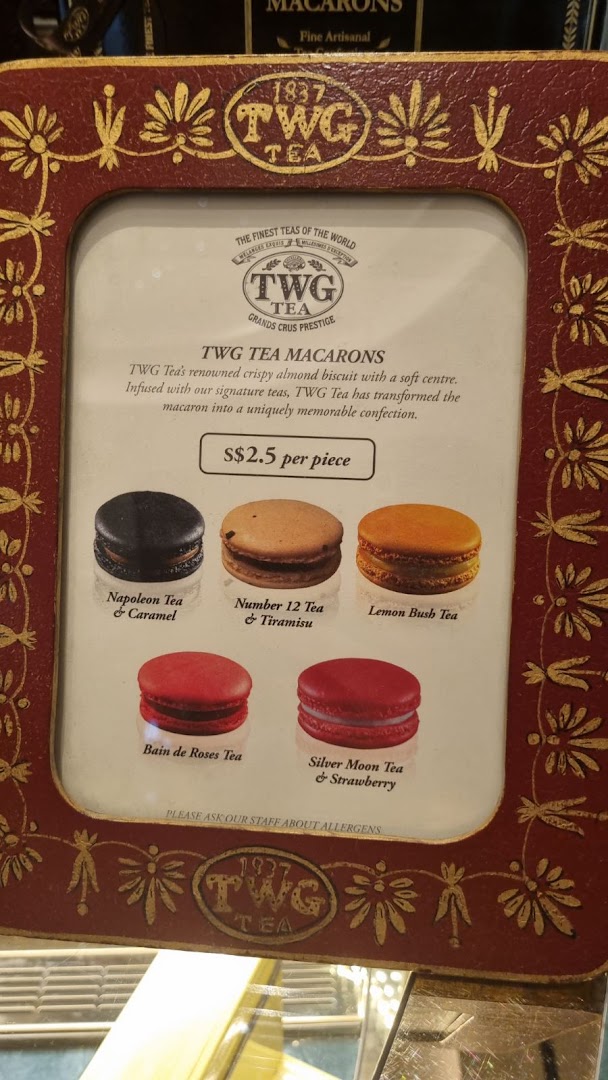 MACARONS
Fine Artisanal
1837
TWG
TEA
THE FINEST TEAS OF THE WORLD
TWG
TEA
GRANDS CRUS PRESTIGE
TWG TEA MACARONS
TWG Tea's renowned crispy almond biscuit with a soft centre.
Infused with our signature teas, TWG Tea has transformed the
macaron into a uniquely memorable confection.
S$2.5 per piece
Napoleon Tea
& Caramel
Number 12 Tea
& Tiramisu
Lemon Bush Tea
Bain de Roses Tea
Silver Moon Tea
& Strawberry
PLEASE ASK OUR STAFF ABOUT ALLERGENS
1837
TWG
TEA